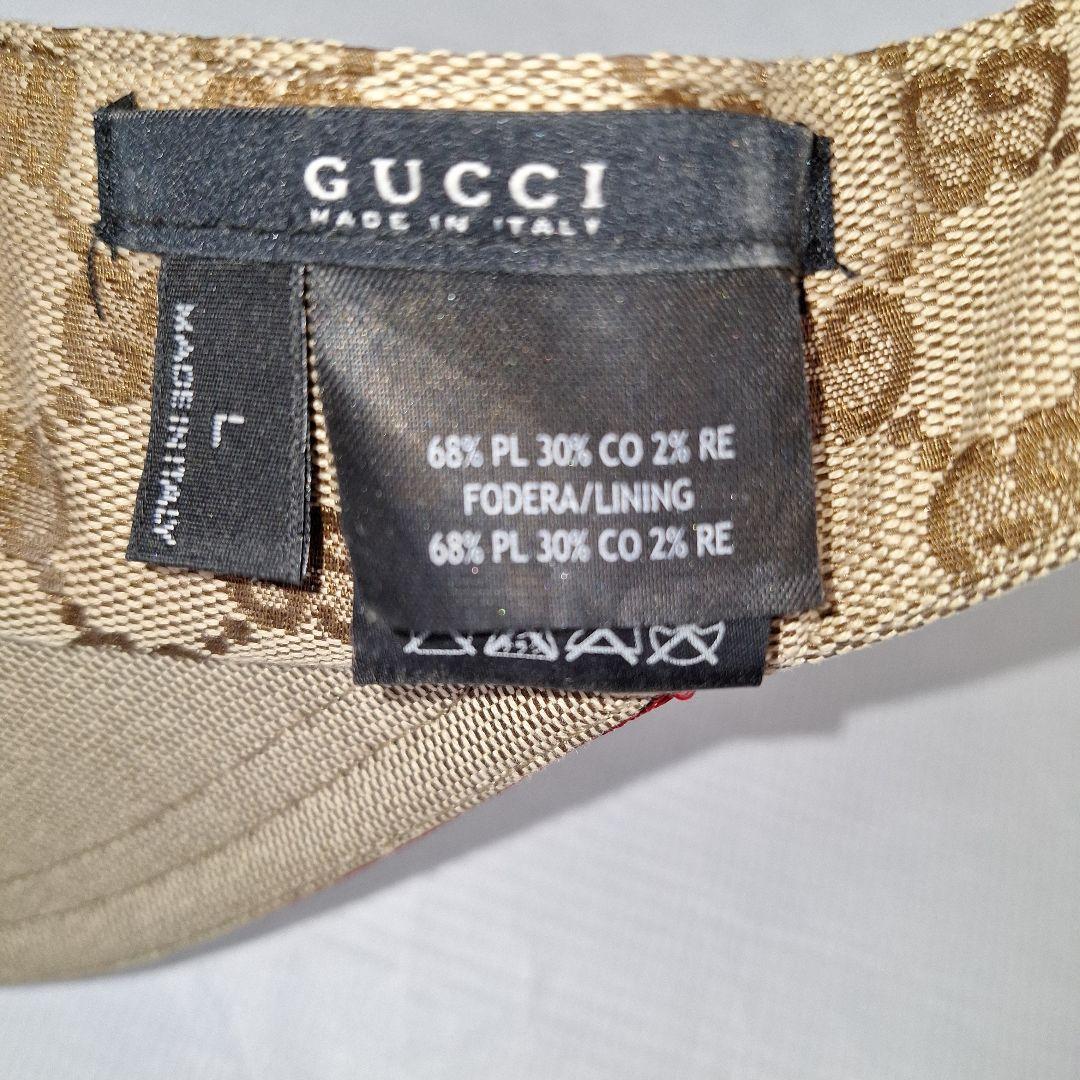 GUCCI
MADE IN ITALY
MADE IN ITALY
L
68% PL 30% CO 2% RE
FODERA/LINING
68% PL 30% CO 2% RE